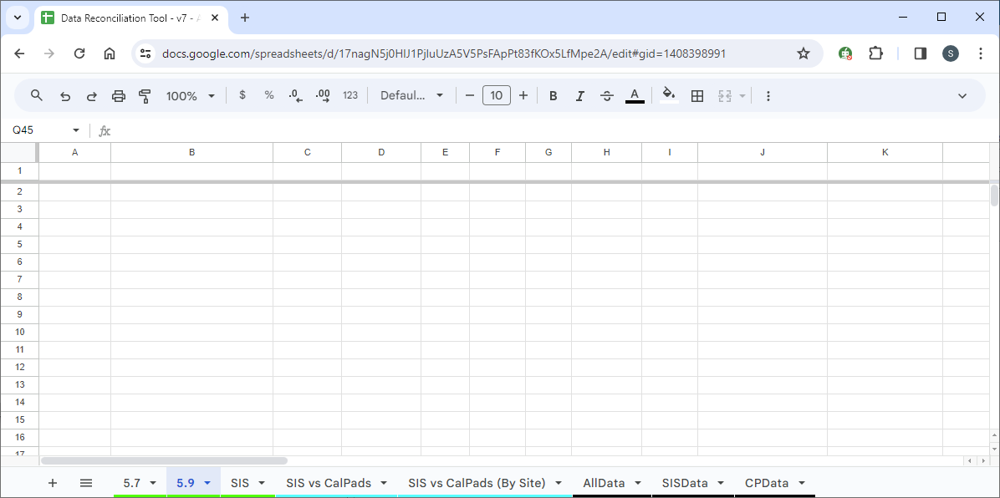 Data Reconciliation Tool - v7 -
docs.google.com/spreadsheets/d/17nagN5j0HIJ1PjluUzA5V5PsFApPt83fKOx5LfMpe2A/edit#gid=1408398991
S
100% $ % .0 .00 123 Defaul... 10 B I S A
Q45 fx
A B C D E F G H I J K
1
2
3
4
5
6
7
8
9
10
11
12
13
14
15
16
17
5.7 5.9 SIS SIS vs CalPads SIS vs CalPads (By Site) AllData SISData CPData